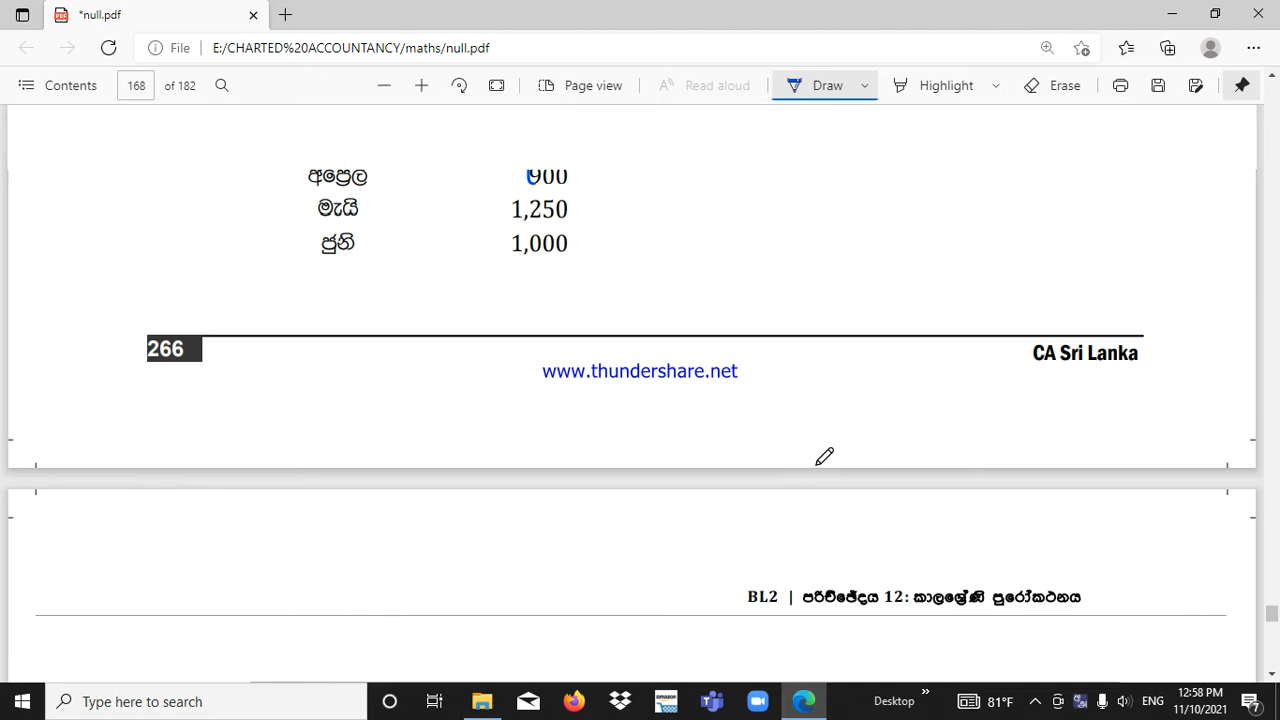 *null.pdf
File E:/CHARTED%20ACCOUNTANCY/maths/null.pdf
Contents 168 of 182 Page view Read aloud Draw Highlight Erase
අප්‍රේල 900
මැයි 1,250
ජුනි 1,000
266 CA Sri Lanka
www.thundershare.net
BL2 | පරිච්ඡේදය 12: කාලශ්‍රේණි පුරෝකථනය
Type here to search Desktop 81°F ENG 12:58 PM
11/10/2021
7